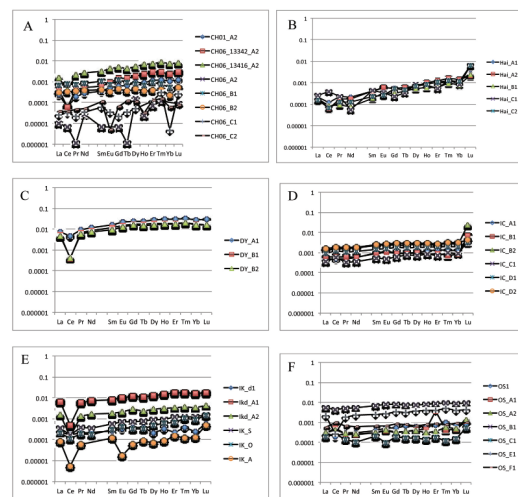 A
1
0.1
0.01
0.001
0.0001
0.00001
0.000001
La Ce Pr Nd Sm Eu Gd Tb Dy Ho Er Tm Yb Lu
CH01_A2
CH06_13342_A2
CH06_13416_A2
CH06_A2
CH06_B1
CH06_B2
CH06_C1
CH06_C2
B
1
0.1
0.01
0.001
0.0001
0.00001
0.000001
La Ce Pr Nd Sm Eu Gd Tb Dy Ho Er Tm Yb Lu
Hai_A1
Hai_A2
Hai_B1
Hai_C1
Hai_C2
C
1
0.1
0.01
0.001
0.0001
0.00001
0.000001
La Ce Pr Nd Sm Eu Gd Tb Dy Ho Er Tm Yb Lu
DY_A1
DY_B1
DY_B2
D
1
0.1
0.01
0.001
0.0001
0.00001
0.000001
La Ce Pr Nd Sm Eu Gd Tb Dy Ho Er Tm Yb Lu
IC_A1
IC_B1
IC_B2
IC_C1
IC_D1
IC_D2
E
1
0.1
0.01
0.001
0.0001
0.00001
0.000001
La Ce Pr Nd Sm Eu Gd Tb Dy Ho Er Tm Yb Lu
IK_d1
Ikd_A1
Ikd_A2
IK_S
IK_O
IK_A
F
1
0.1
0.01
0.001
0.0001
0.00001
0.000001
La Ce Pr Nd Sm Eu Gd Tb Dy Ho Er Tm Yb Lu
OS1
OS_A1
OS_A2
OS_B1
OS_C1
OS_E1
OS_F1